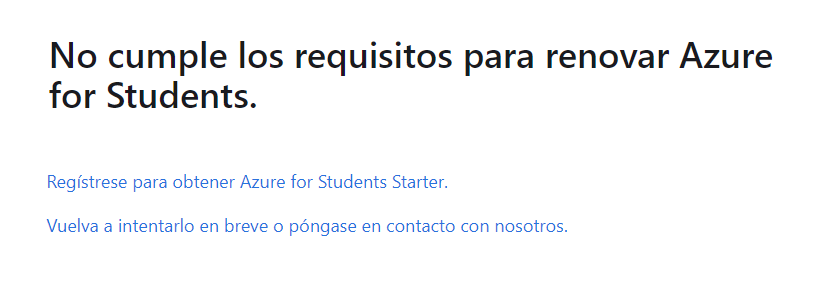 No cumple los requisitos para renovar Azure
for Students.
Regístrese para obtener Azure for Students Starter.
Vuelva a intentarlo en breve o póngase en contacto con nosotros.